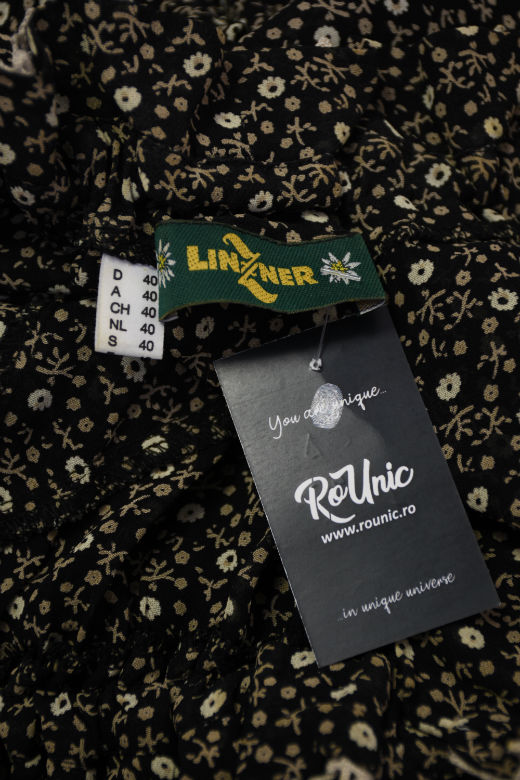 D 40
A 40
CH 40
NL 40
S 40
LINZNER
You are unique...
RoUnic
www.rounic.ro
...in unique universe